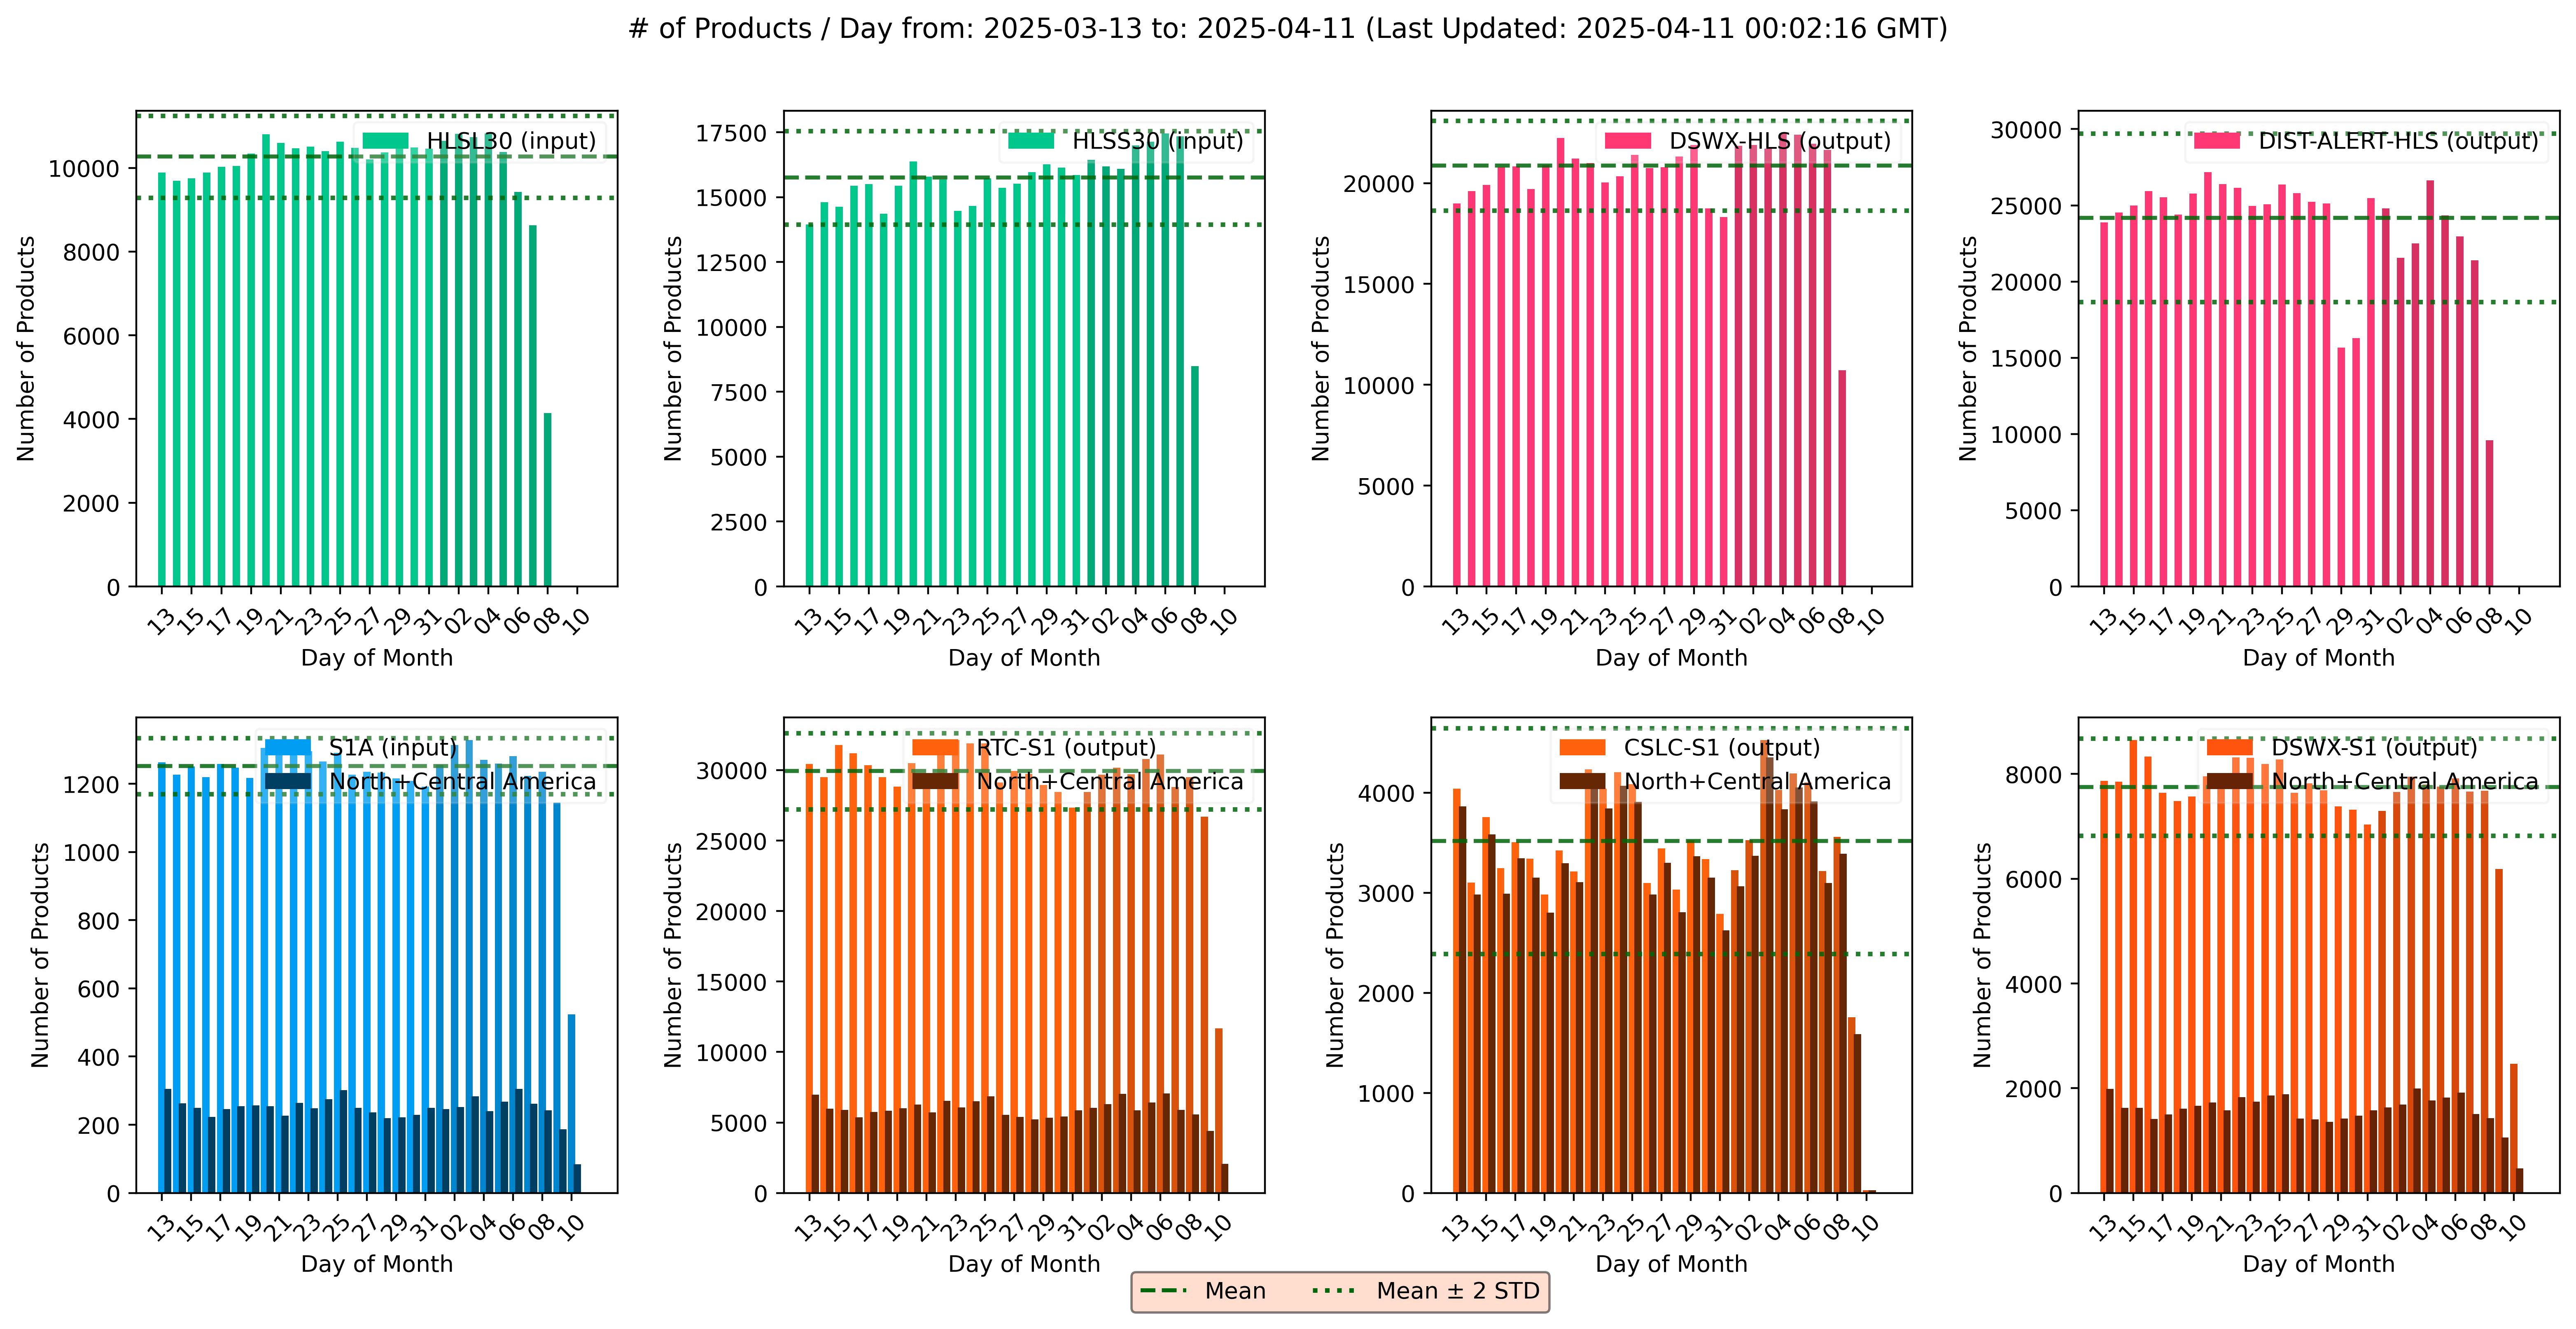 # of Products / Day from: 2025-03-13 to: 2025-04-11 (Last Updated: 2025-04-11 00:02:16 GMT)
HLSL30 (input)
Number of Products
10000
8000
6000
4000
2000
0
13 15 17 19 21 23 25 27 29 31 02 04 06 08 10
Day of Month
HLSS30 (input)
Number of Products
17500
15000
12500
10000
7500
5000
2500
0
13 15 17 19 21 23 25 27 29 31 02 04 06 08 10
Day of Month
DSWX-HLS (output)
Number of Products
20000
15000
10000
5000
0
13 15 17 19 21 23 25 27 29 31 02 04 06 08 10
Day of Month
DIST-ALERT-HLS (output)
Number of Products
30000
25000
20000
15000
10000
5000
0
13 15 17 19 21 23 25 27 29 31 02 04 06 08 10
Day of Month
S1A (input)
North+Central America
Number of Products
1200
1000
800
600
400
200
0
13 15 17 19 21 23 25 27 29 31 02 04 06 08 10
Day of Month
RTC-S1 (output)
North+Central America
Number of Products
30000
25000
20000
15000
10000
5000
0
13 15 17 19 21 23 25 27 29 31 02 04 06 08 10
Day of Month
CSLC-S1 (output)
North+Central America
Number of Products
4000
3000
2000
1000
0
13 15 17 19 21 23 25 27 29 31 02 04 06 08 10
Day of Month
DSWX-S1 (output)
North+Central America
Number of Products
8000
6000
4000
2000
0
13 15 17 19 21 23 25 27 29 31 02 04 06 08 10
Day of Month
Mean
Mean ± 2 STD